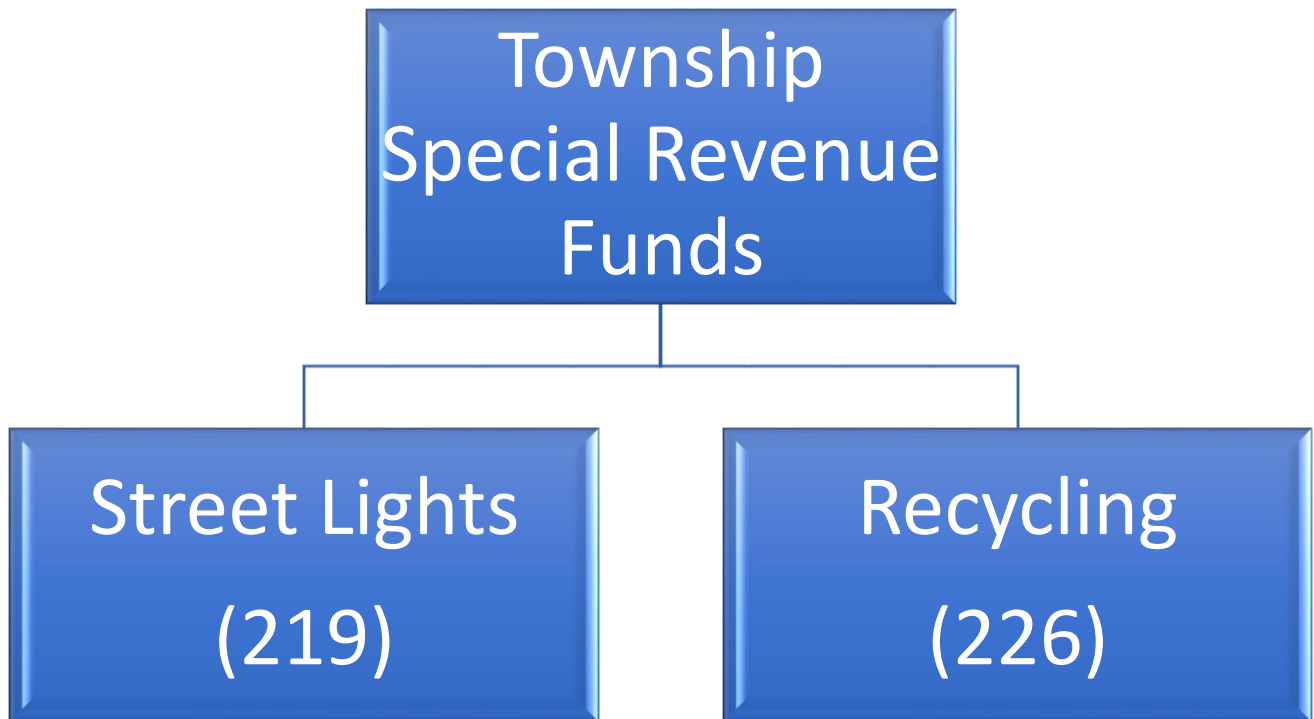 Township
Special Revenue
Funds
Street Lights
(219)
Recycling
(226)